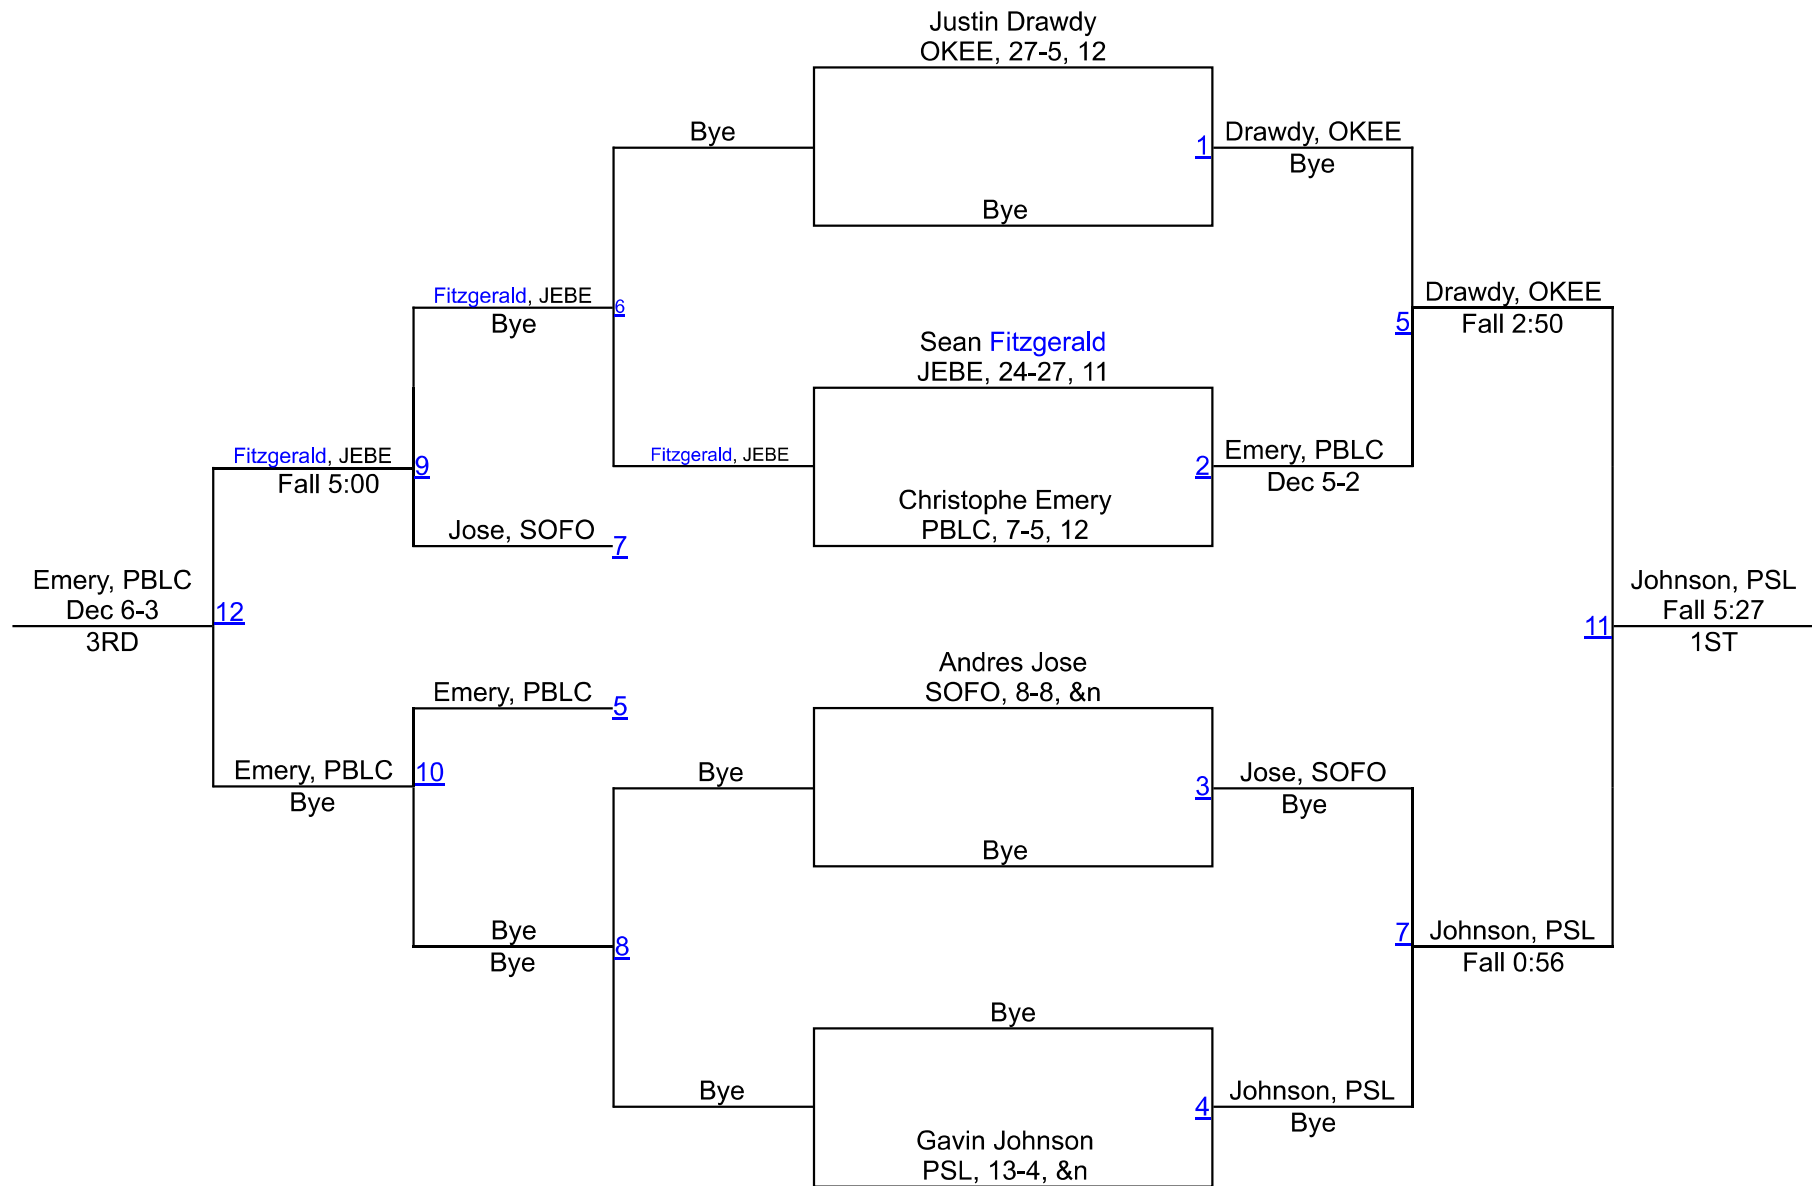 Justin Drawdy
OKEE, 27-5, 12
Bye
1
Drawdy, OKEE
Bye
Bye
Fitzgerald, JEBE
Bye
6
Drawdy, OKEE
Fall 2:50
5
Sean Fitzgerald
JEBE, 24-27, 11
Fitzgerald, JEBE
Fall 5:00
9
Fitzgerald, JEBE
2
Emery, PBLC
Dec 5-2
Christophe Emery
PBLC, 7-5, 12
Jose, SOFO
7
Emery, PBLC
Dec 6-3
3RD
12
11
Johnson, PSL
Fall 5:27
1ST
Andres Jose
SOFO, 8-8, &n
Emery, PBLC
5
Emery, PBLC
Bye
10
Bye
3
Jose, SOFO
Bye
Bye
Bye
Bye
8
7
Johnson, PSL
Fall 0:56
Bye
Bye
4
Johnson, PSL
Bye
Gavin Johnson
PSL, 13-4, &n